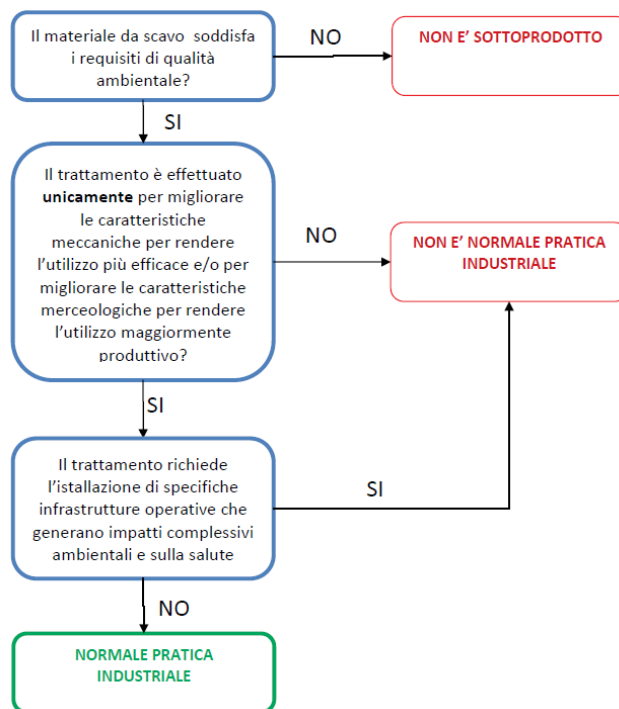 Il materiale da scavo soddisfa
i requisiti di qualità
ambientale?
NO
NON E' SOTTOPRODOTTO
SI
Il trattamento è effettuato
unicamente per migliorare
le caratteristiche
meccaniche per rendere
l'utilizzo più efficace e/o per
migliorare le caratteristiche
merceologiche per rendere
l'utilizzo maggiormente
produttivo?
NO
NON E' NORMALE PRATICA
INDUSTRIALE
SI
Il trattamento richiede
l'istallazione di specifiche
infrastrutture operative che
generano impatti complessivi
ambientali e sulla salute
SI
NO
NORMALE PRATICA
INDUSTRIALE